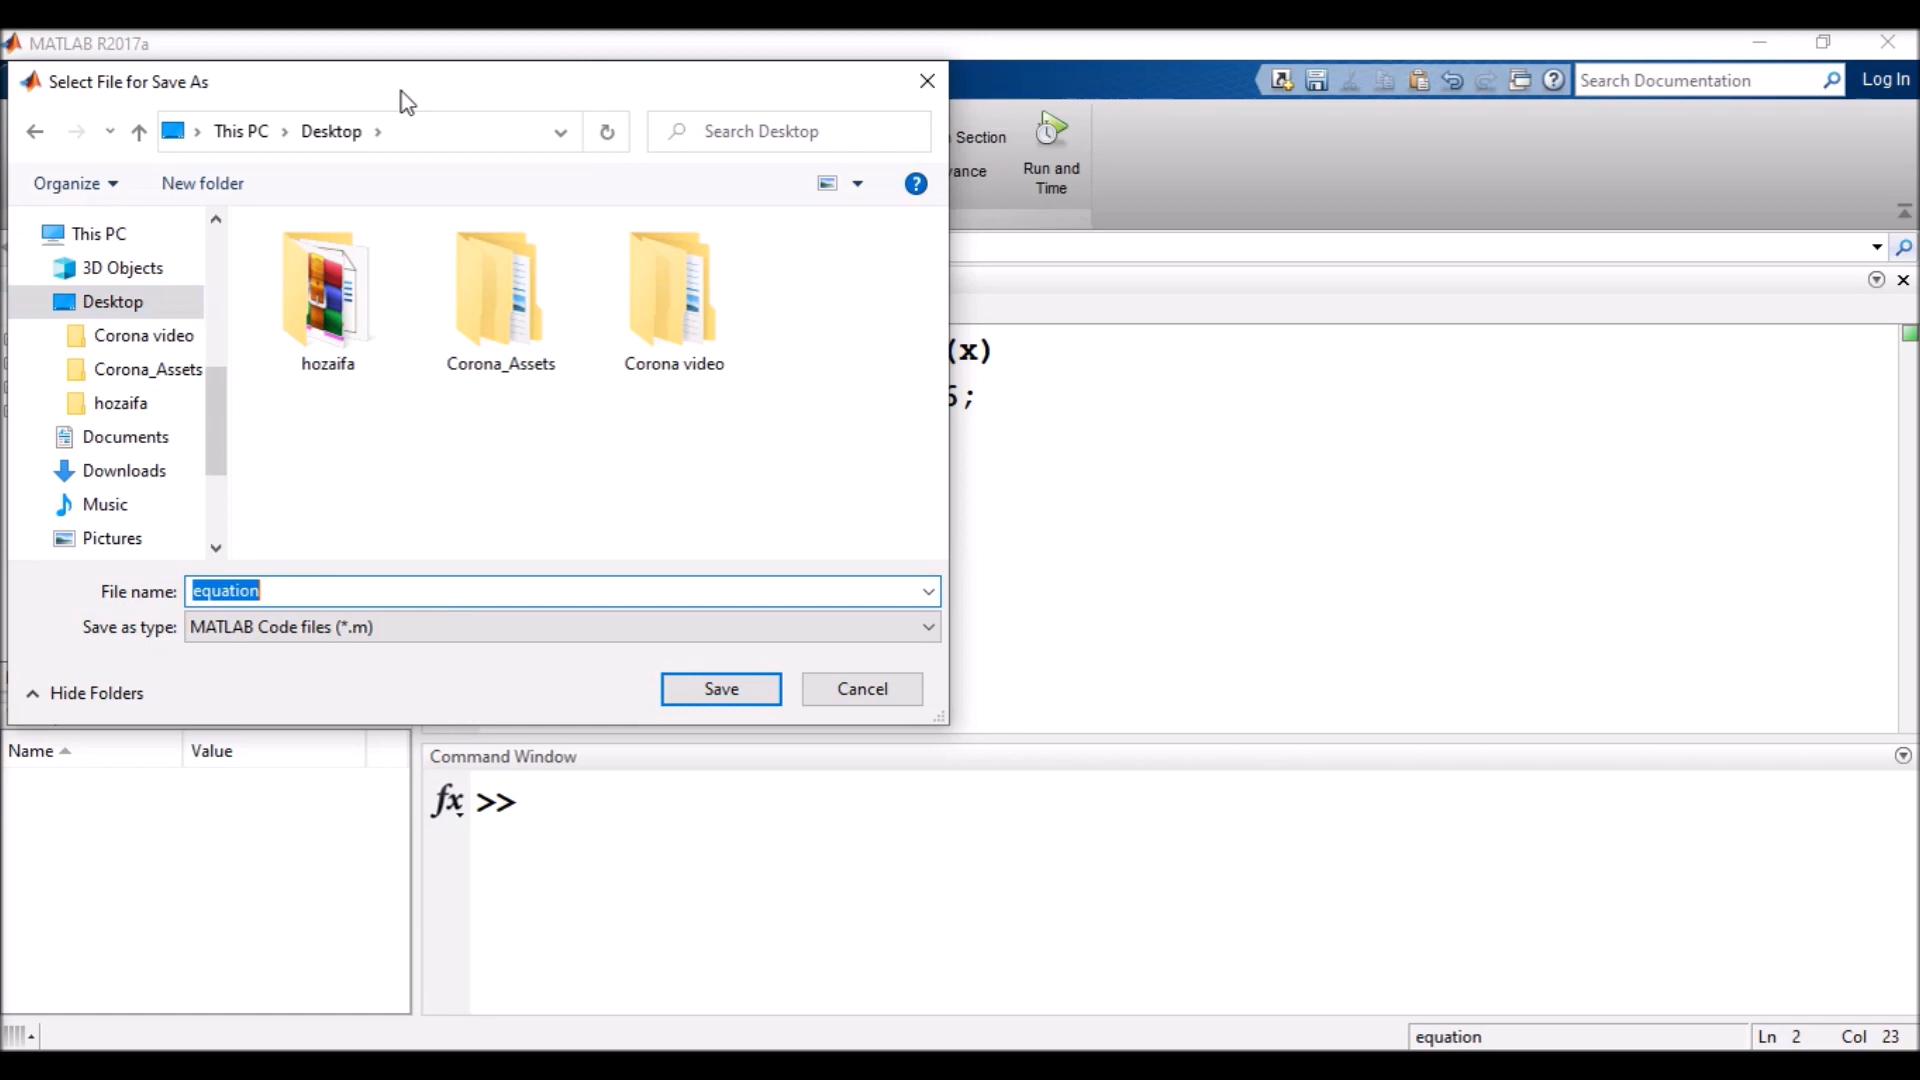 MATLAB R2017a
Select File for Save As
Search Documentation
Log In
This PC
Desktop
Search Desktop
Section
Run and
Time
Organize
New folder
This PC
3D Objects
Desktop
Corona video
Corona_Assets
hozaifa
Documents
Downloads
Music
Pictures
hozaifa
Corona_Assets
Corona video
(x)
;
File name: equation
Save as type: MATLAB Code files (*.m)
Hide Folders
Save
Cancel
Name
Value
Command Window
fx >>
equation
Ln 2
Col 23